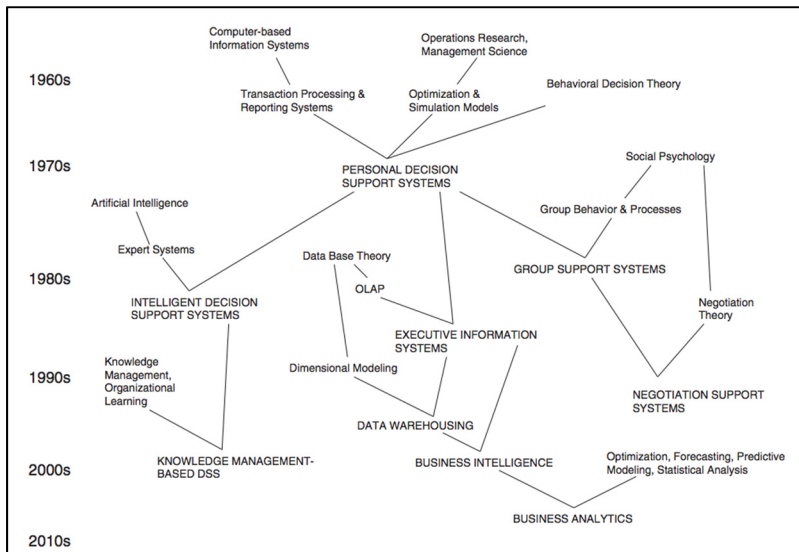 Computer-based
Information Systems
Operations Research,
Management Science
1960s
Behavioral Decision Theory
Transaction Processing &
Reporting Systems
Optimization &
Simulation Models
1970s
PERSONAL DECISION
SUPPORT SYSTEMS
Social Psychology
Artificial Intelligence
Group Behavior & Processes
Expert Systems
Data Base Theory
GROUP SUPPORT SYSTEMS
1980s
OLAP
INTELLIGENT DECISION
SUPPORT SYSTEMS
Negotiation
Theory
EXECUTIVE INFORMATION
SYSTEMS
Knowledge
Management,
Organizational
Learning
Dimensional Modeling
1990s
NEGOTIATION SUPPORT
SYSTEMS
DATA WAREHOUSING
KNOWLEDGE MANAGEMENT-
BASED DSS
BUSINESS INTELLIGENCE
Optimization, Forecasting, Predictive
Modeling, Statistical Analysis
2000s
BUSINESS ANALYTICS
2010s